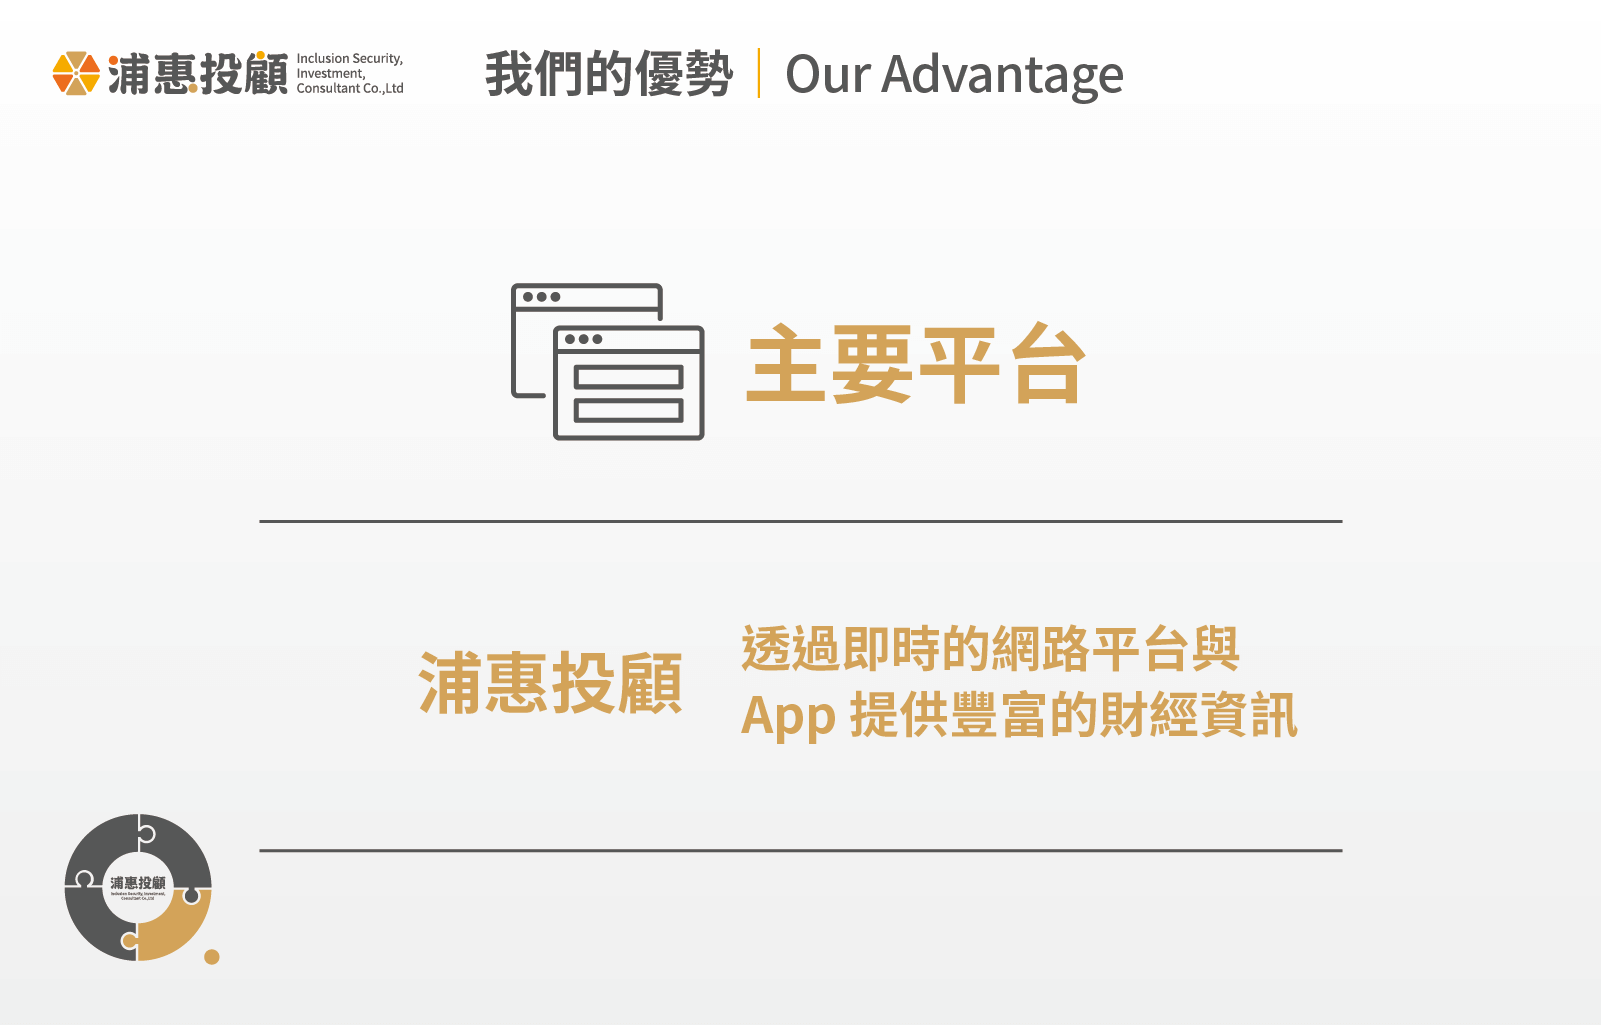 浦惠投顧
Inclusion Security,
Investment,
Consultant Co.,Ltd
我們的優勢
Our Advantage
主要平台
浦惠投顧
透過即時的網路平台與
App 提供豐富的財經資訊
浦惠投顧
Inclusion Security, Investment,
Consultant Co.,Ltd